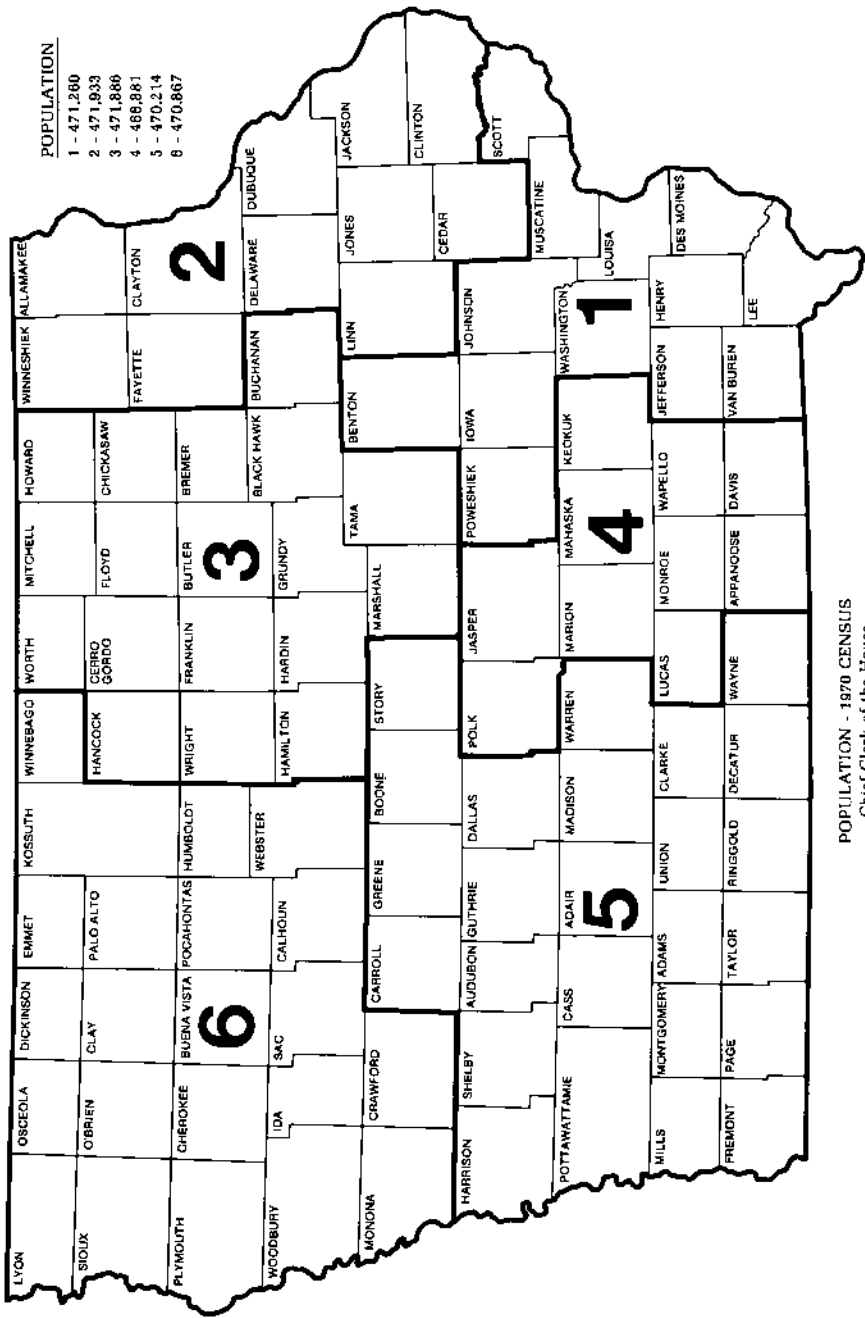 POPULATION
1 - 471,260
2 - 471,933
3 - 471,886
4 - 468,881
5 - 470,214
6 - 470,867
LYON
OSCEOLA
DICKINSON
EMMET
KOSSUTH
WINNEBAGO
WORTH
MITCHELL
HOWARD
WINNESHIEK
ALLAMAKEE
SIOUX
O'BRIEN
CLAY
PALO ALTO
HANCOCK
CERRO
GORDO
FLOYD
CHICKASAW
FAYETTE
CLAYTON
2
PLYMOUTH
CHEROKEE
BUENA VISTA
POCAHONTAS
HUMBOLDT
WRIGHT
FRANKLIN
BUTLER
BREMER
6
3
WOODBURY
IDA
SAC
CALHOUN
WEBSTER
HAMILTON
HARDIN
GRUNDY
BLACK HAWK
BUCHANAN
DELAWARE
DUBUQUE
MONONA
CRAWFORD
CARROLL
GREENE
BOONE
STORY
MARSHALL
TAMA
BENTON
LINN
JONES
JACKSON
CLINTON
CEDAR
SCOTT
HARRISON
SHELBY
AUDUBON
GUTHRIE
DALLAS
POLK
JASPER
POWESHIEK
IOWA
JOHNSON
MUSCATINE
POTTAWATTAMIE
CASS
ADAIR
MADISON
WARREN
MARION
MAHASKA
KEOKUK
WASHINGTON
LOUISA
5
4
1
MILLS
MONTGOMERY
ADAMS
UNION
CLARKE
LUCAS
MONROE
WAPELLO
JEFFERSON
HENRY
DES MOINES
FREMONT
PAGE
TAYLOR
RINGGOLD
DECATUR
WAYNE
APPANOOSE
DAVIS
VAN BUREN
LEE
POPULATION - 1970 CENSUS
Chief Clerk of the House